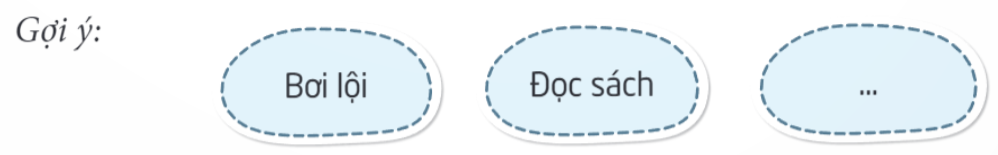 Gợi ý:
Bơi lội
Đọc sách
...